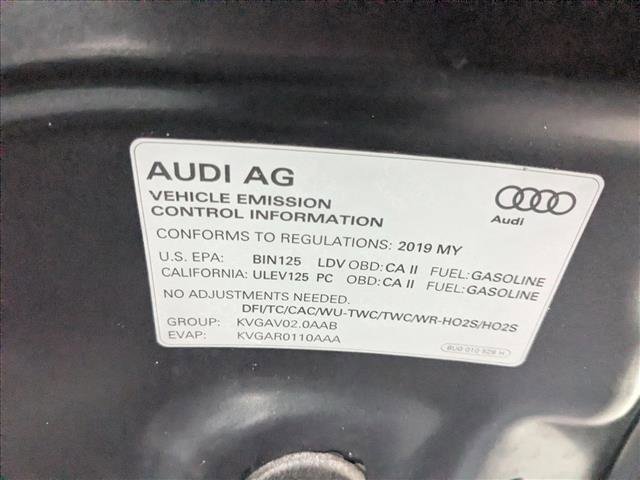 AUDI AG
VEHICLE EMISSION
CONTROL INFORMATION
Audi
CONFORMS TO REGULATIONS: 2019 MY
U.S. EPA: BIN125 LDV OBD: CA II FUEL: GASOLINE
CALIFORNIA: ULEV125 PC OBD: CA II FUEL: GASOLINE
NO ADJUSTMENTS NEEDED.
DFI/TC/CAC/WU-TWC/TWC/WR-HO2S/HO2S
GROUP: KVGAV02.0AAB
EVAP: KVGAR0110AAA